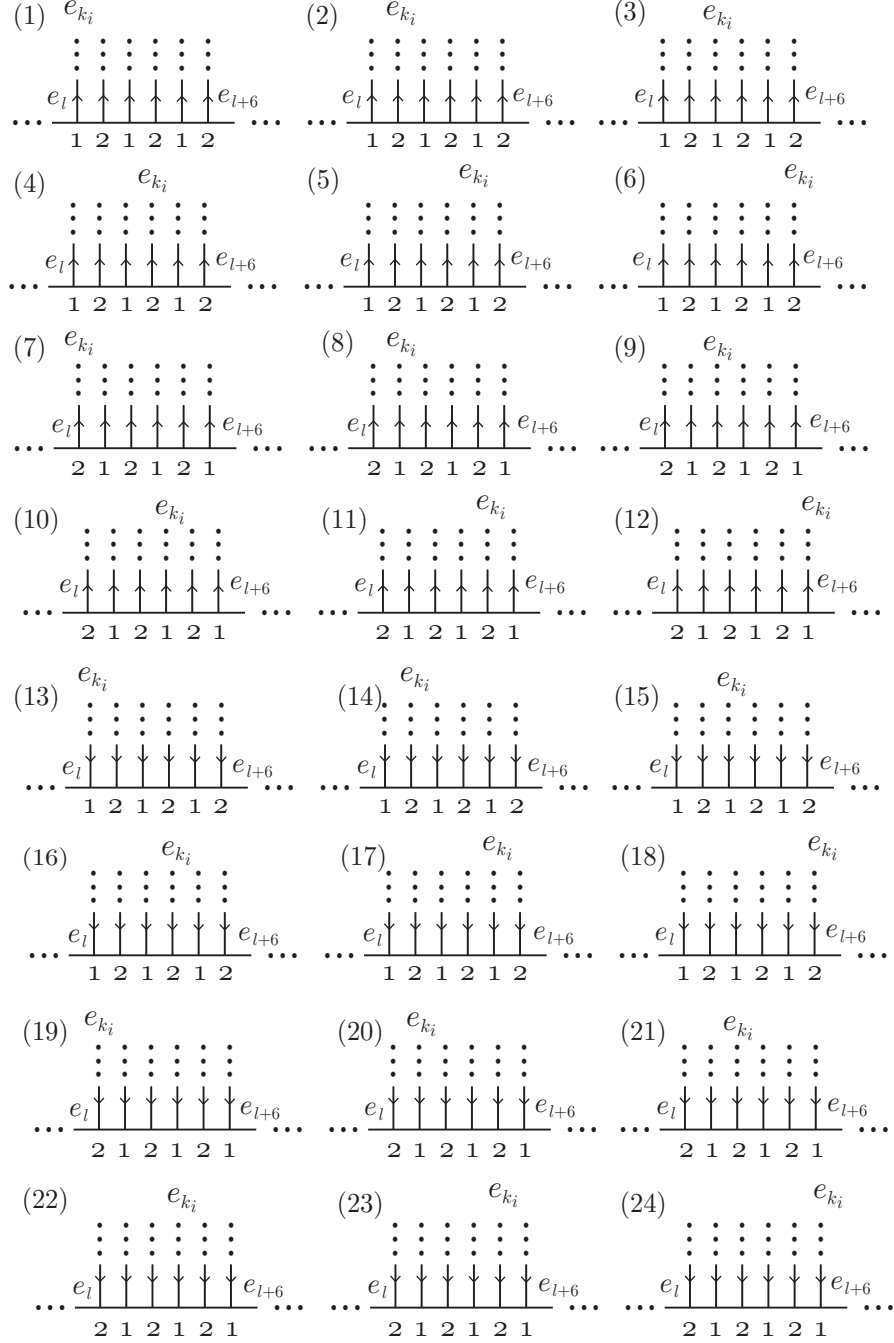 (1) e_{k_i} (2) e_{k_i} (3) e_{k_i}
e_l e_{l+6} e_l e_{l+6} e_l e_{l+6}
1 2 1 2 1 2 1 2 1 2 1 2 1 2 1 2 1 2
(4) e_{k_i} (5) e_{k_i} (6) e_{k_i}
e_l e_{l+6} e_l e_{l+6} e_l e_{l+6}
1 2 1 2 1 2 1 2 1 2 1 2 1 2 1 2 1 2
(7) e_{k_i} (8) e_{k_i} (9) e_{k_i}
e_l e_{l+6} e_l e_{l+6} e_l e_{l+6}
2 1 2 1 2 1 2 1 2 1 2 1 2 1 2 1 2 1
(10) e_{k_i} (11) e_{k_i} (12) e_{k_i}
e_l e_{l+6} e_l e_{l+6} e_l e_{l+6}
2 1 2 1 2 1 2 1 2 1 2 1 2 1 2 1 2 1
(13) e_{k_i} (14) e_{k_i} (15) e_{k_i}
e_l e_{l+6} e_l e_{l+6} e_l e_{l+6}
1 2 1 2 1 2 1 2 1 2 1 2 1 2 1 2 1 2
(16) e_{k_i} (17) e_{k_i} (18) e_{k_i}
e_l e_{l+6} e_l e_{l+6} e_l e_{l+6}
1 2 1 2 1 2 1 2 1 2 1 2 1 2 1 2 1 2
(19) e_{k_i} (20) e_{k_i} (21) e_{k_i}
e_l e_{l+6} e_l e_{l+6} e_l e_{l+6}
2 1 2 1 2 1 2 1 2 1 2 1 2 1 2 1 2 1
(22) e_{k_i} (23) e_{k_i} (24) e_{k_i}
e_l e_{l+6} e_l e_{l+6} e_l e_{l+6}
2 1 2 1 2 1 2 1 2 1 2 1 2 1 2 1 2 1